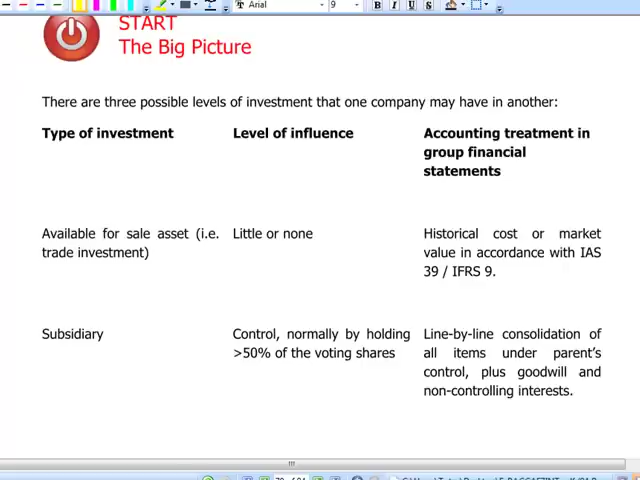 Arial 9 B I U S
START
The Big Picture
There are three possible levels of investment that one company may have in another:
Type of investment Level of influence Accounting treatment in
group financial
statements
Available for sale asset (i.e. Little or none Historical cost or market
trade investment) value in accordance with IAS
39 / IFRS 9.
Subsidiary Control, normally by holding Line-by-line consolidation of
>50% of the voting shares all items under parent's
control, plus goodwill and
non-controlling interests.